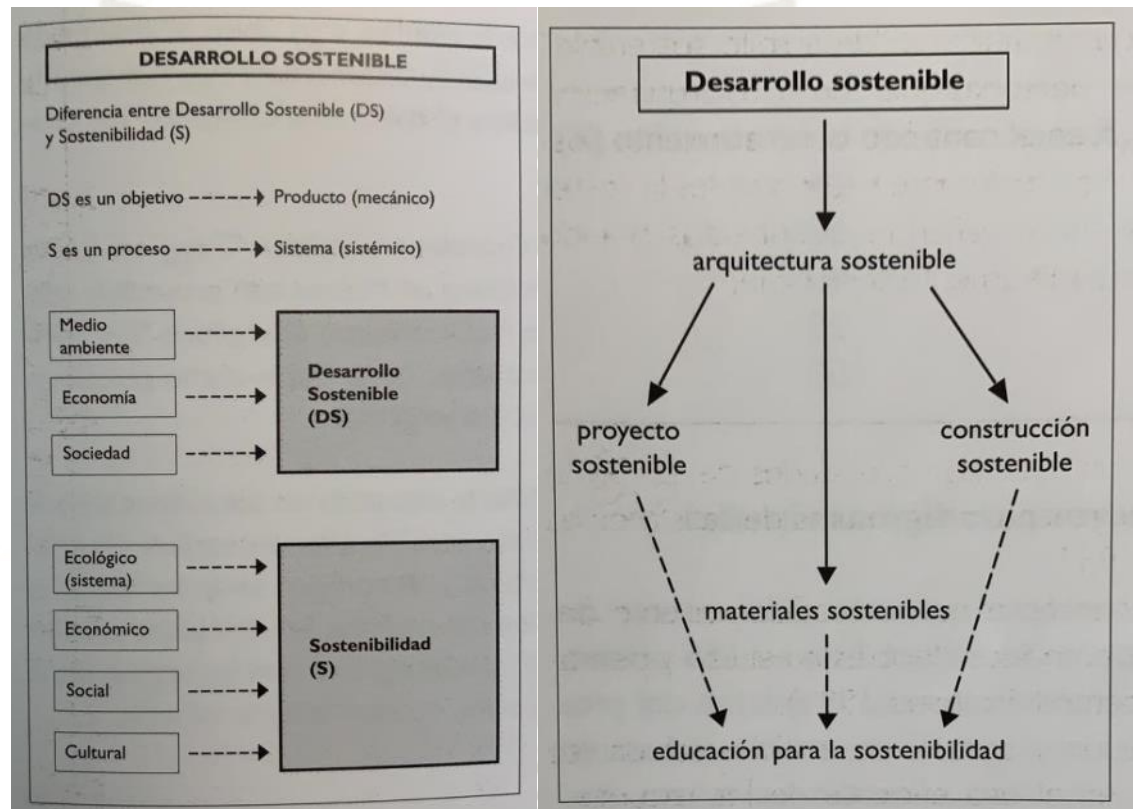 DESARROLLO SOSTENIBLE
Diferencia entre Desarrollo Sostenible (DS)
y Sostenibilidad (S)
DS es un objetivo Producto (mecánico)
S es un proceso Sistema (sistémico)
Medio
ambiente
Economía
Sociedad
Desarrollo
Sostenible
(DS)
Ecológico
(sistema)
Económico
Social
Cultural
Sostenibilidad
(S)
Desarrollo sostenible
arquitectura sostenible
proyecto
sostenible
construcción
sostenible
materiales sostenibles
educación para la sostenibilidad